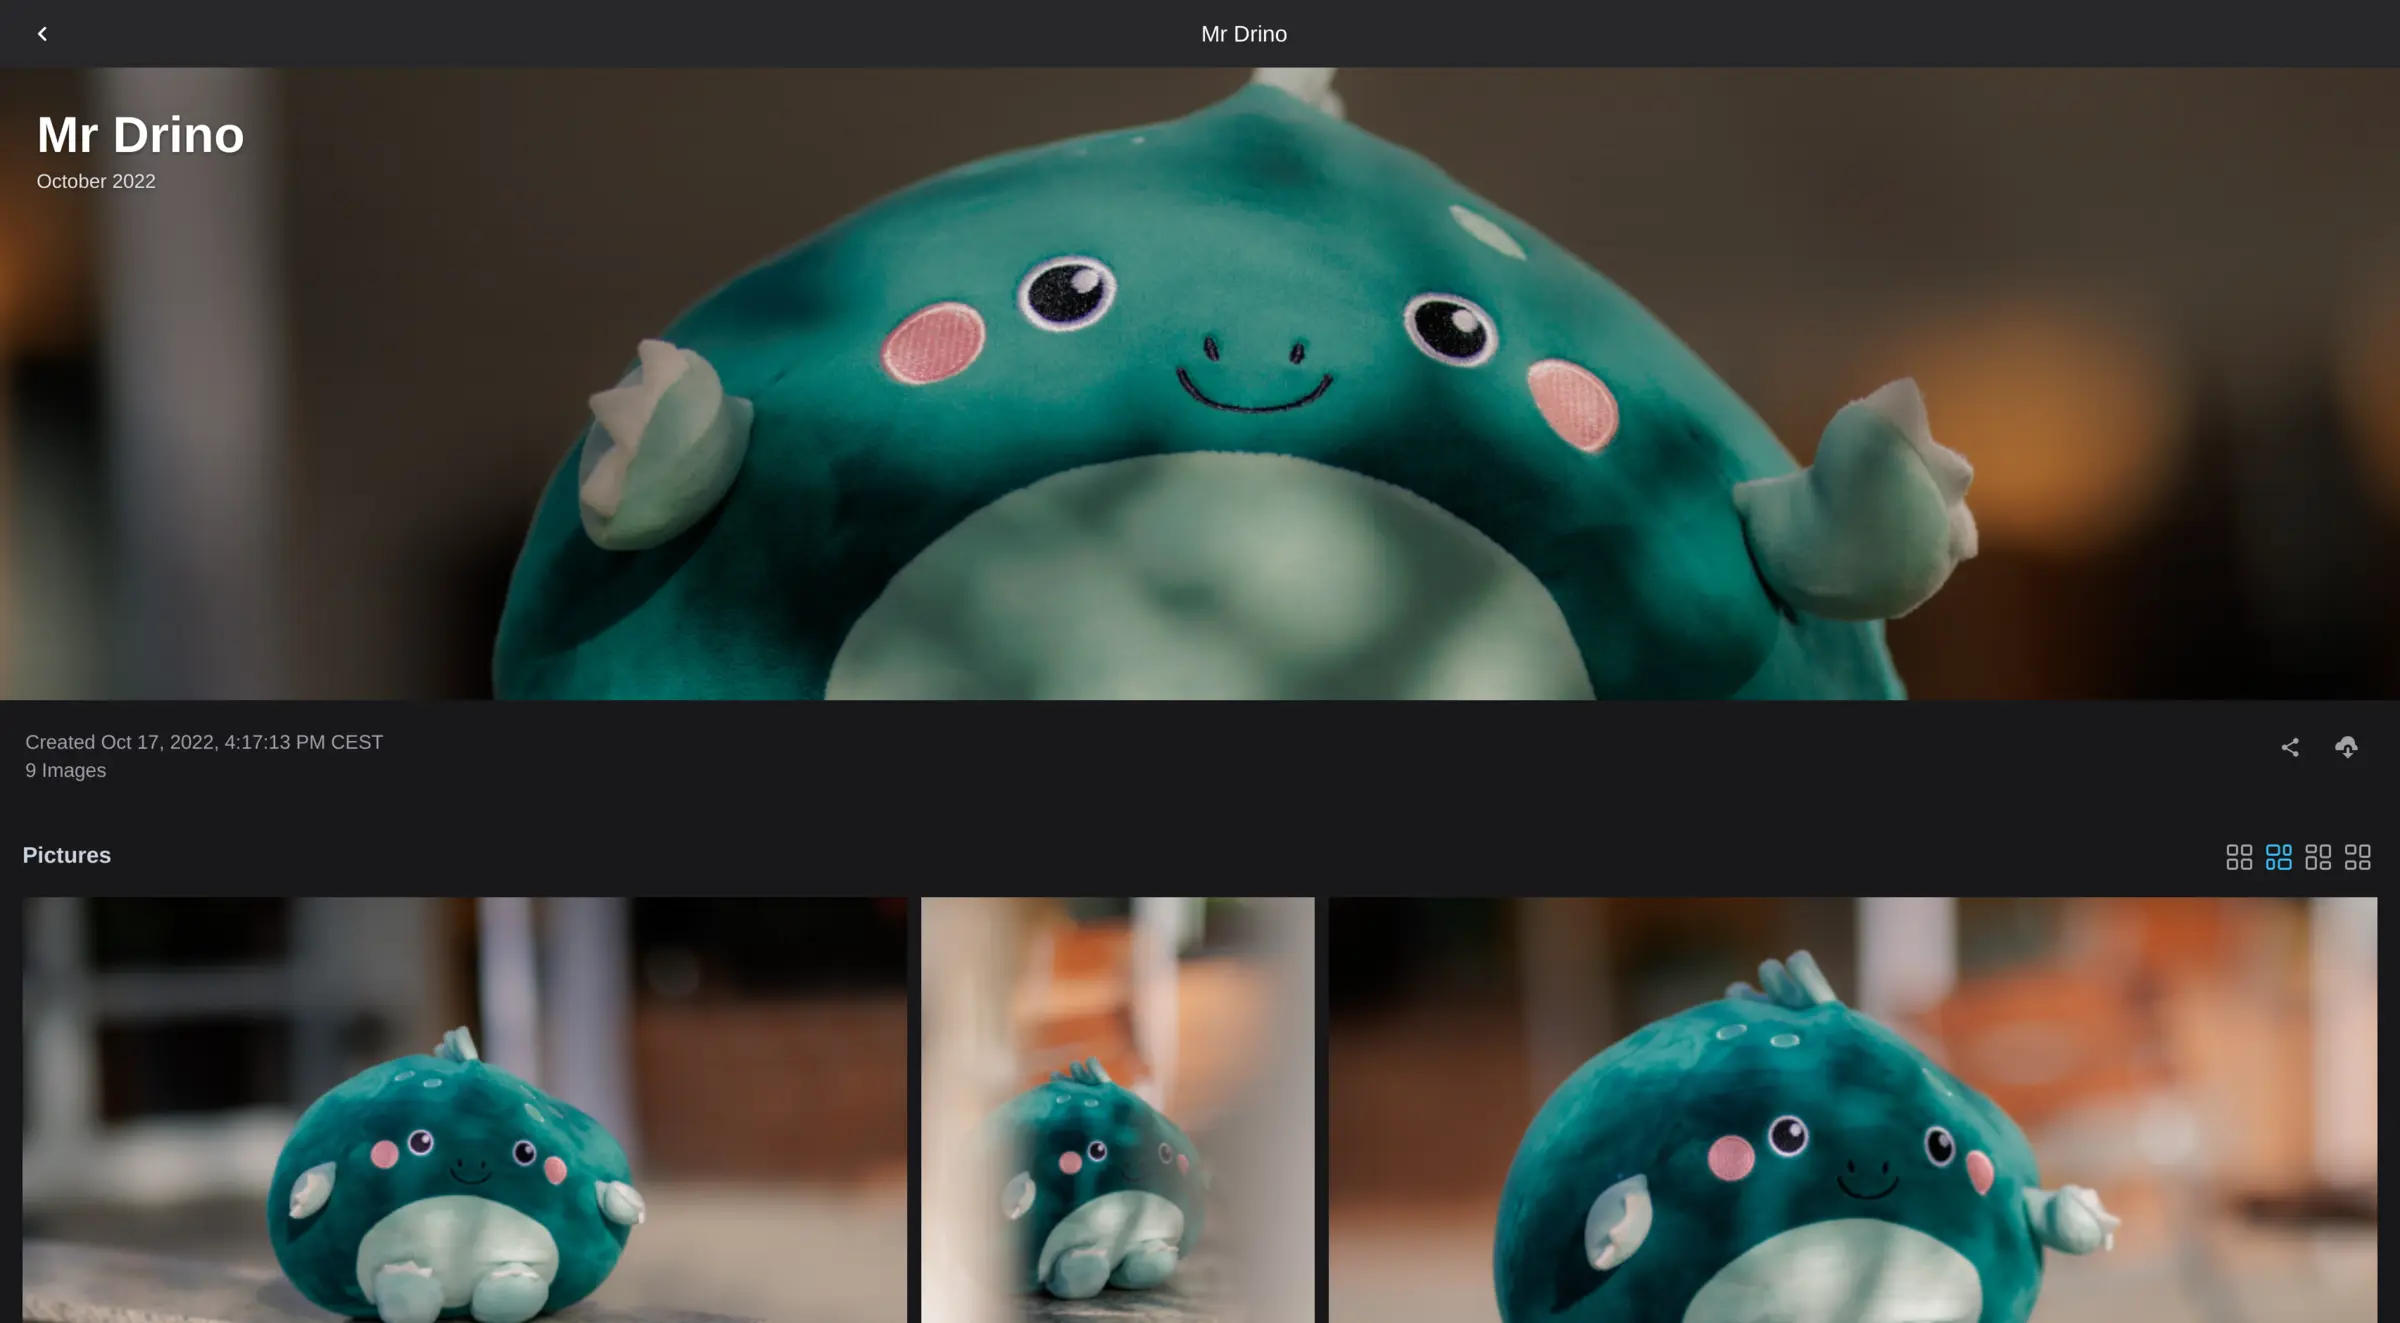 Mr Drino
Mr Drino
October 2022
Created Oct 17, 2022, 4:17:13 PM CEST
9 Images
Pictures